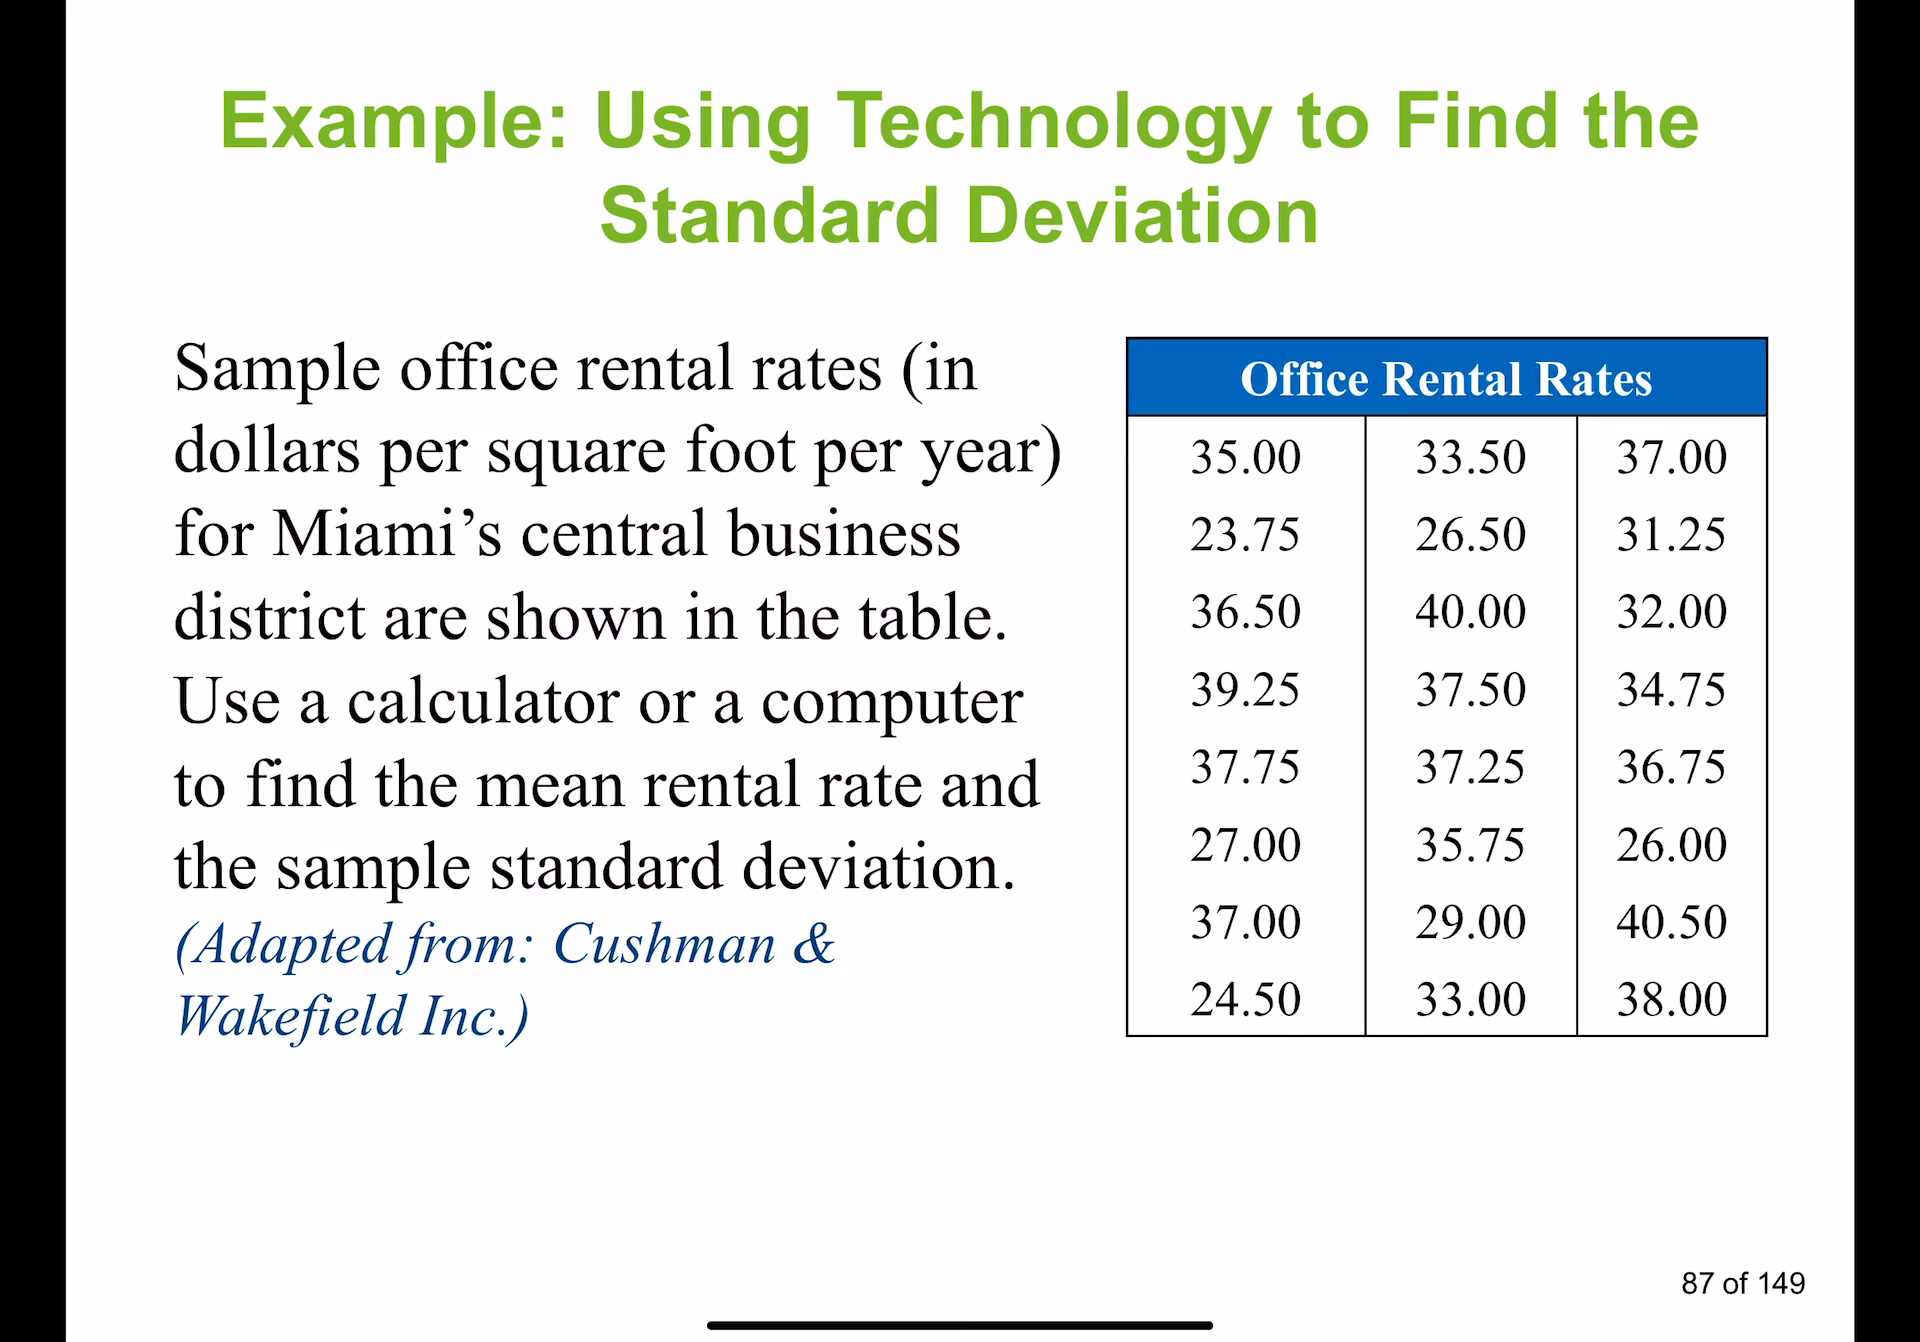 Example: Using Technology to Find the
Standard Deviation
Sample office rental rates (in
dollars per square foot per year)
for Miami’s central business
district are shown in the table.
Use a calculator or a computer
to find the mean rental rate and
the sample standard deviation.
(Adapted from: Cushman &
Wakefield Inc.)
Office Rental Rates
35.00 33.50 37.00
23.75 26.50 31.25
36.50 40.00 32.00
39.25 37.50 34.75
37.75 37.25 36.75
27.00 35.75 26.00
37.00 29.00 40.50
24.50 33.00 38.00
87 of 149